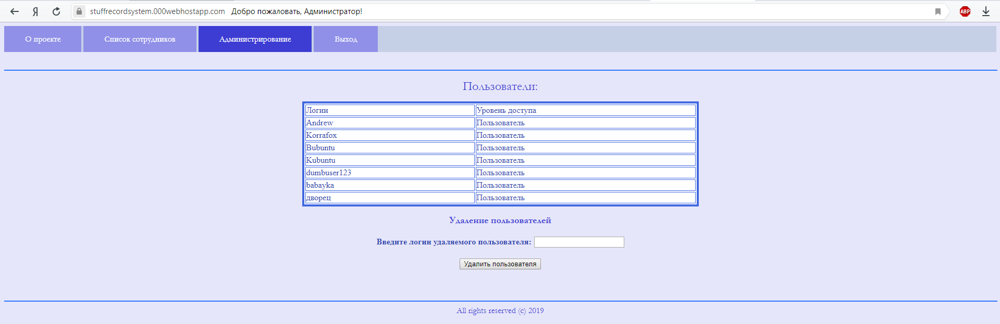 Я stuffrecordsystem.000webhostapp.com Добро пожаловать, Администратор! ABP
О проекте Список сотрудников Администрирование Выход
Пользователи:
Логин Уровень доступа
Andrew Пользователь
Korrafox Пользователь
Bubuntu Пользователь
Kubuntu Пользователь
dumbuser123 Пользователь
babayka Пользователь
дворец Пользователь
Удаление пользователей
Введите логин удаляемого пользователя:
Удалить пользователя
All rights reserved (c) 2019